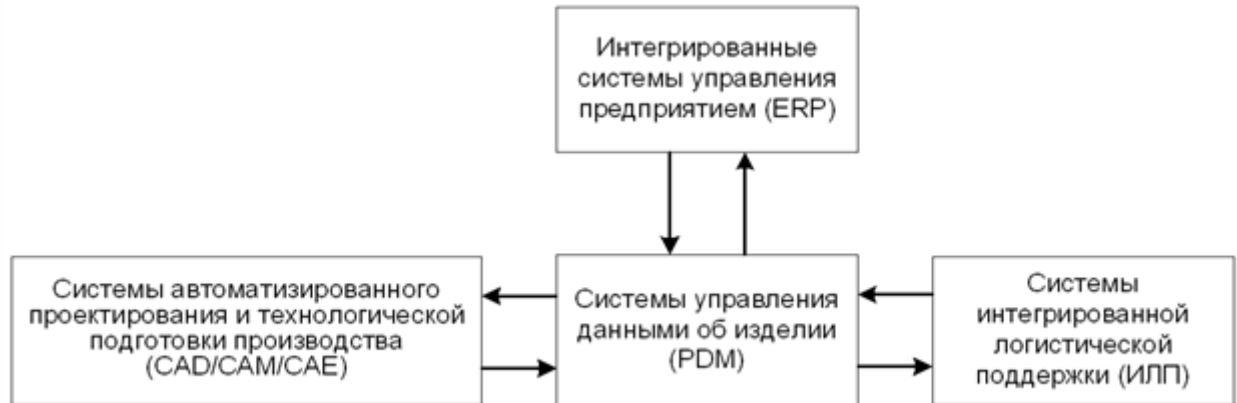 Интегрированные
системы управления
предприятием (ERP)
Системы автоматизированного
проектирования и технологической
подготовки производства
(CAD/CAM/CAE)
Системы управления
данными об изделии
(PDM)
Системы
интегрированной
логистической
поддержки (ИЛП)